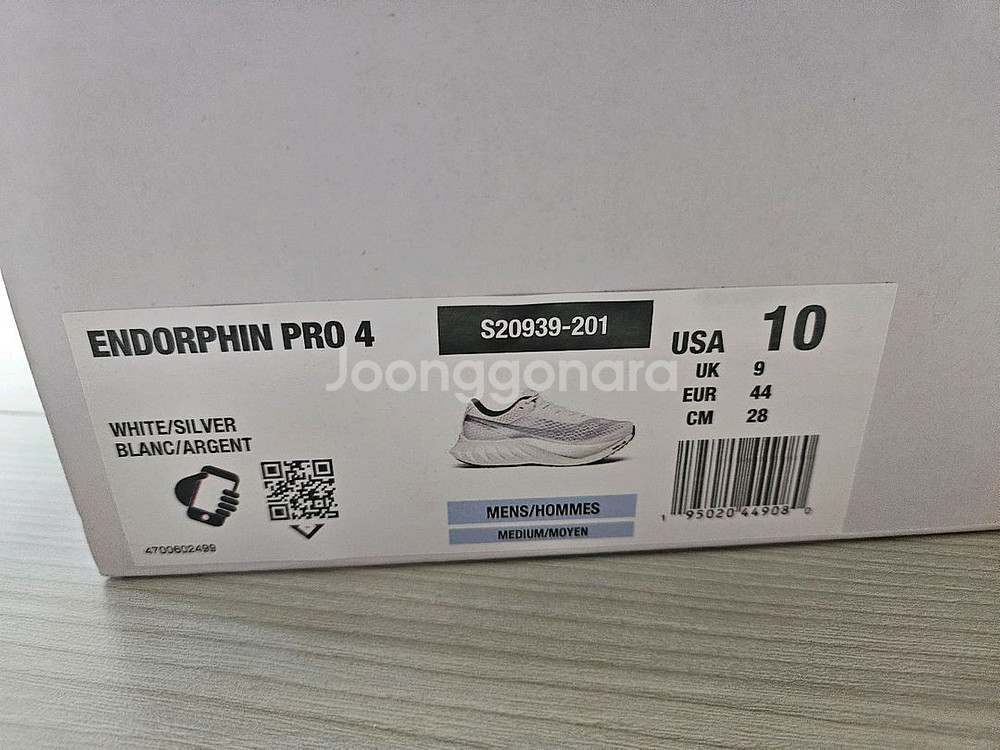 ENDORPHIN PRO 4
S20939-201
USA 10
UK 9
EUR 44
CM 28
Joonggonara
WHITE/SILVER
BLANC/ARGENT
MENS/HOMMES
MEDIUM/MOYEN
1 95020 44908 0
4700602499